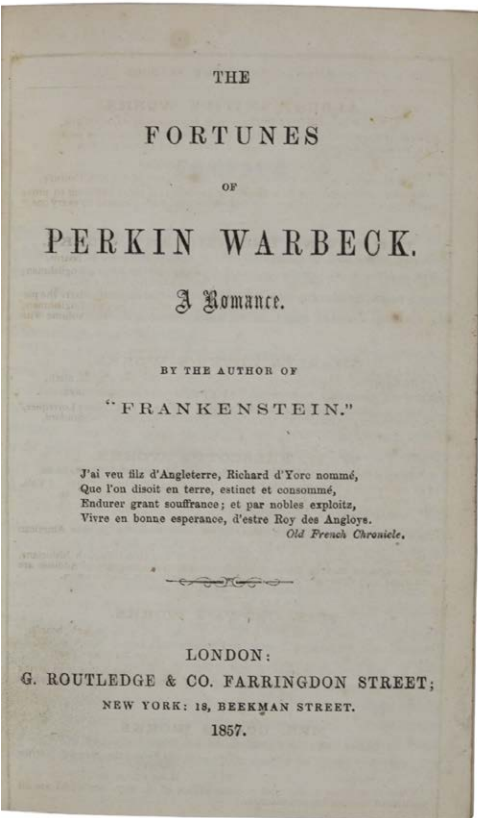 THE
FORTUNES
OF
PERKIN WARBECK.
A Romance.
BY THE AUTHOR OF
"FRANKENSTEIN."
J'ai veu filz d'Angleterre, Richard d'Yorc nommé,
Que l'on disoit en terre, estinct et consommé,
Endurer grant souffrance; et par nobles exploitz,
Vivre en bonne esperance, d'estre Roy des Angloys.
Old French Chronicle.
LONDON:
G. ROUTLEDGE & CO. FARRINGDON STREET;
NEW YORK: 18, BEEKMAN STREET.
1857.